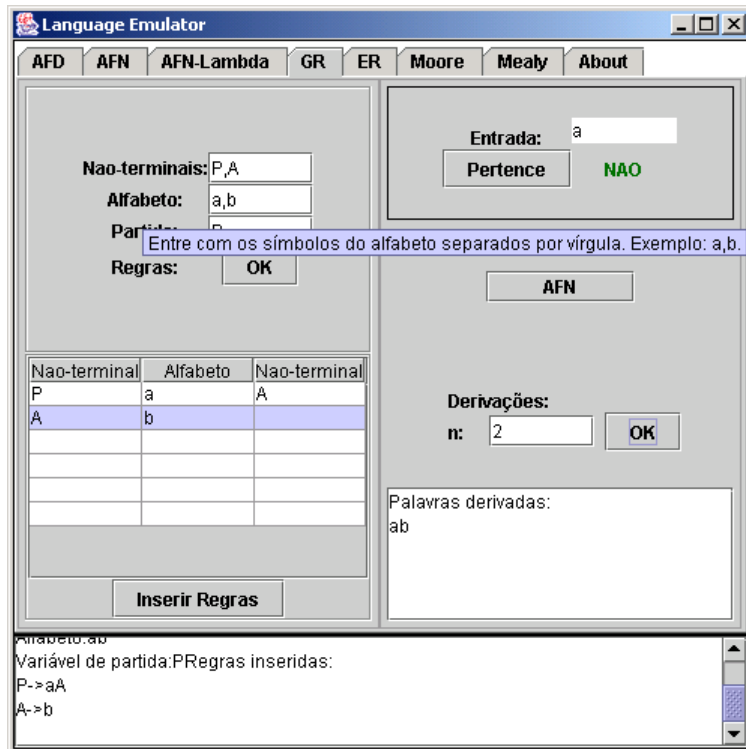 Language Emulator
AFD AFN AFN-Lambda GR ER Moore Mealy About
Nao-terminais: P,A
Alfabeto: a,b
Entre com os símbolos do alfabeto separados por vírgula. Exemplo: a,b.
Regras: OK
Nao-terminal Alfabeto Nao-terminal
P a A
A b
Inserir Regras
Entrada: a
Pertence NAO
AFN
Derivações:
n: 2 OK
Palavras derivadas:
ab
Alfabeto:ab
Variável de partida:PRegras inseridas:
P->aA
A->b